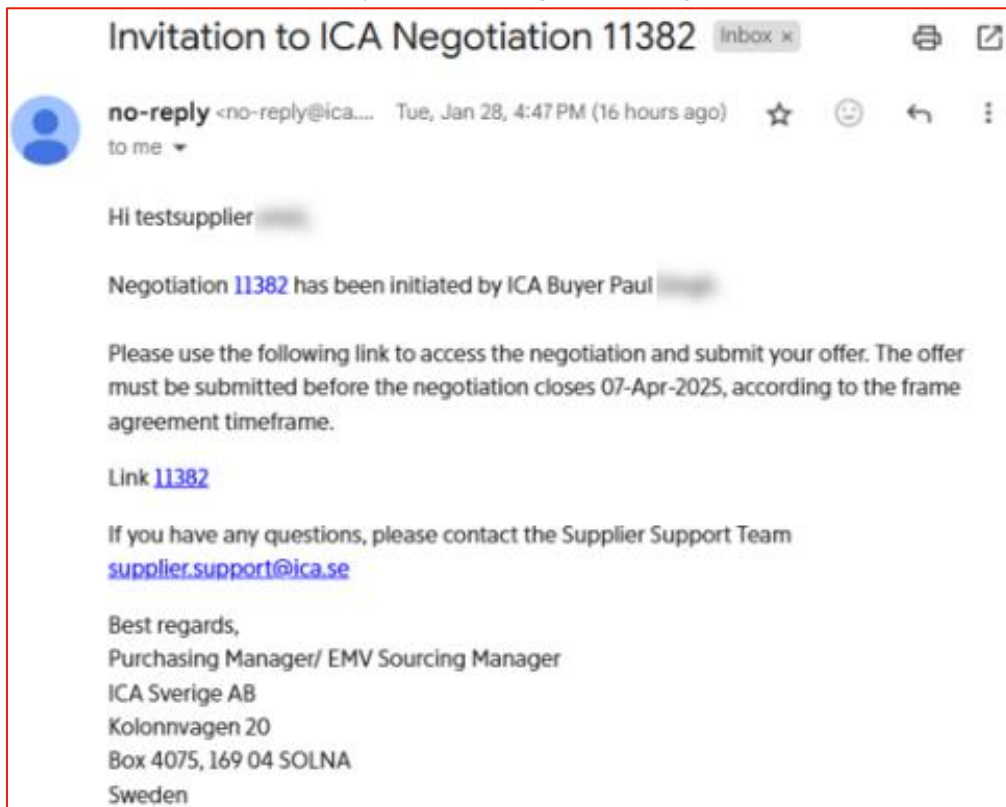 Invitation to ICA Negotiation 11382 Inbox ×
no-reply <no-reply@ica.... Tue, Jan 28, 4:47 PM (16 hours ago)
to me
Hi testsupplier
Negotiation 11382 has been initiated by ICA Buyer Paul
Please use the following link to access the negotiation and submit your offer. The offer
must be submitted before the negotiation closes 07-Apr-2025, according to the frame
agreement timeframe.
Link 11382
If you have any questions, please contact the Supplier Support Team
supplier.support@ica.se
Best regards,
Purchasing Manager/ EMV Sourcing Manager
ICA Sverige AB
Kolonnvagen 20
Box 4075, 169 04 SOLNA
Sweden